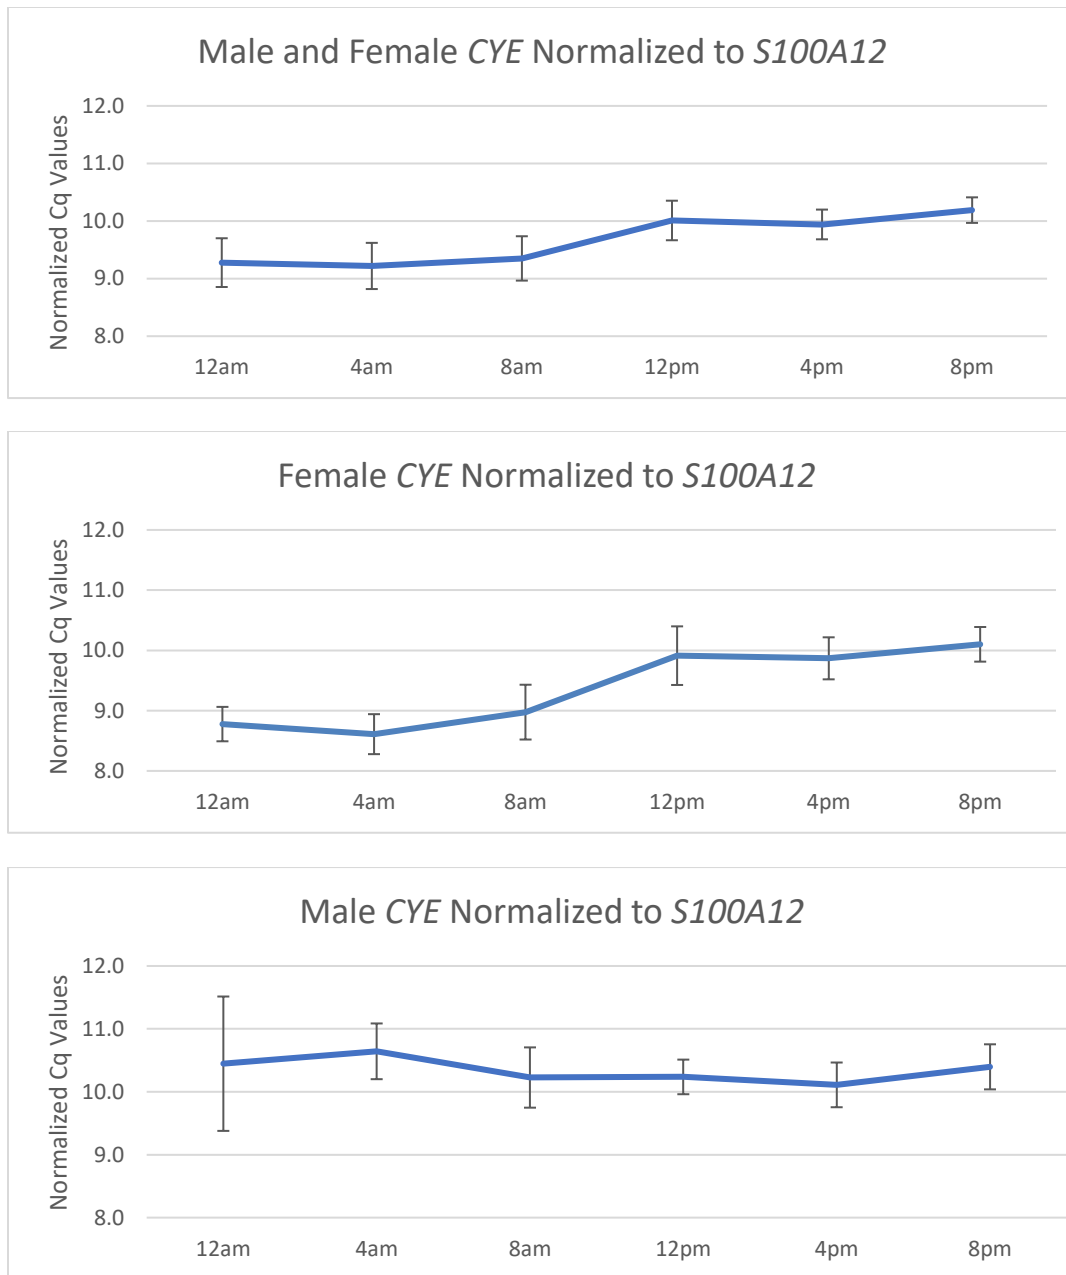 Male and Female CYE Normalized to S100A12
Normalized Cq Values
12.0
11.0
10.0
9.0
8.0
12am 4am 8am 12pm 4pm 8pm
Female CYE Normalized to S100A12
Normalized Cq Values
12.0
11.0
10.0
9.0
8.0
12am 4am 8am 12pm 4pm 8pm
Male CYE Normalized to S100A12
Normalized Cq Values
12.0
11.0
10.0
9.0
8.0
12am 4am 8am 12pm 4pm 8pm